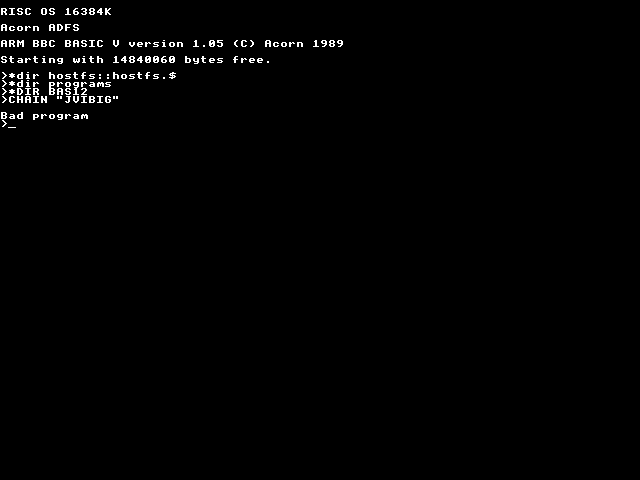 RISC OS 16384K
Acorn ADFS
ARM BBC BASIC V version 1.05 (C) Acorn 1989
Starting with 14840060 bytes free.
>*dir hostfs::hostfs.$
>*dir programs
>*DIR BASI2
>CHAIN "JVIBIG"
Bad program
>_